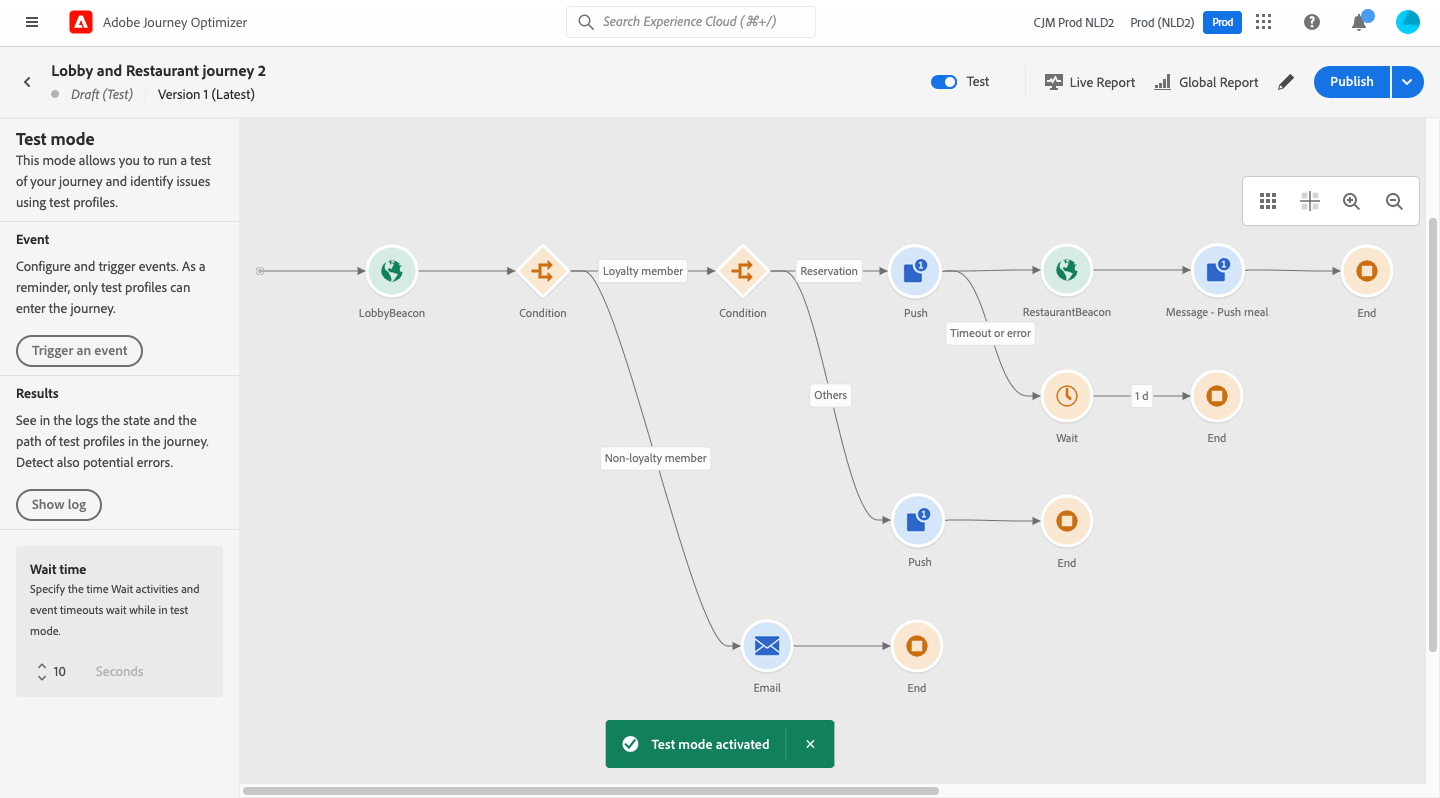 Adobe Journey Optimizer
Search Experience Cloud (⌘+/)
CJM Prod NLD2
Prod (NLD2)
Prod
Lobby and Restaurant journey 2
Draft (Test)
Version 1 (Latest)
Test
Live Report
Global Report
Publish
Test mode
This mode allows you to run a test
of your journey and identify issues
using test profiles.
Event
Configure and trigger events. As a
reminder, only test profiles can
enter the journey.
Trigger an event
Results
See in the logs the state and the
path of test profiles in the journey.
Detect also potential errors.
Show log
Wait time
Specify the time Wait activities and
event timeouts wait while in test
mode.
10
Seconds
Loyalty member
Reservation
1
1
LobbyBeacon
Condition
Condition
Push
RestaurantBeacon
Message - Push meal
End
Timeout or error
Others
1 d
Wait
End
Non-loyalty member
1
Push
End
Email
End
Test mode activated